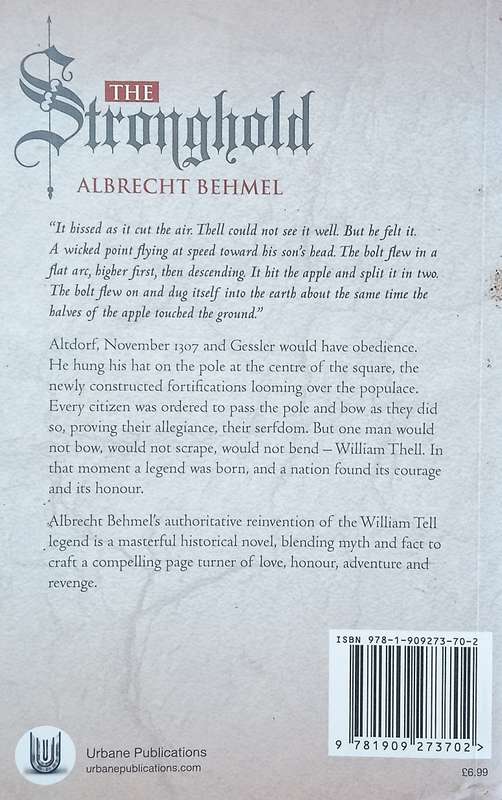 THE
Stronghold
ALBRECHT BEHMEL
“It hissed as it cut the air. Thell could not see it well. But he felt it.
A wicked point flying at speed toward his son’s head. The bolt flew in a
flat arc, higher first, then descending. It hit the apple and split it in two.
The bolt flew on and dug itself into the earth about the same time the
halves of the apple touched the ground.”
Altdorf, November 1307 and Gessler would have obedience.
He hung his hat on the pole at the centre of the square, the
newly constructed fortifications looming over the populace.
Every citizen was ordered to pass the pole and bow as they did
so, proving their allegiance, their serfdom. But one man would
not bow, would not scrape, would not bend – William Thell. In
that moment a legend was born, and a nation found its courage
and its honour.
Albrecht Behmel’s authoritative reinvention of the William Tell
legend is a masterful historical novel, blending myth and fact to
craft a compelling page turner of love, honour, adventure and
revenge.
ISBN 978-1-909273-70-2
9 781909 273702 >
Urbane Publications
urbanepublications.com
£6.99